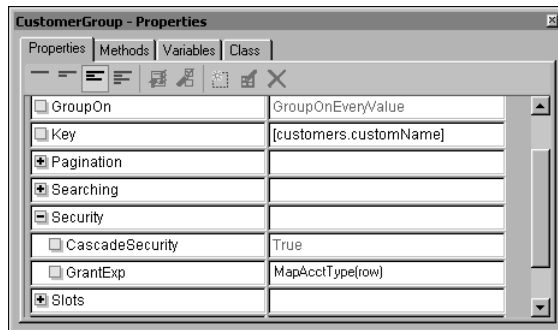 CustomerGroup - Properties
Properties Methods Variables Class
GroupOn GroupOnEveryValue
Key [customers.customName]
Pagination
Searching
Security
CascadeSecurity True
GrantExp MapAcctType(row)
Slots